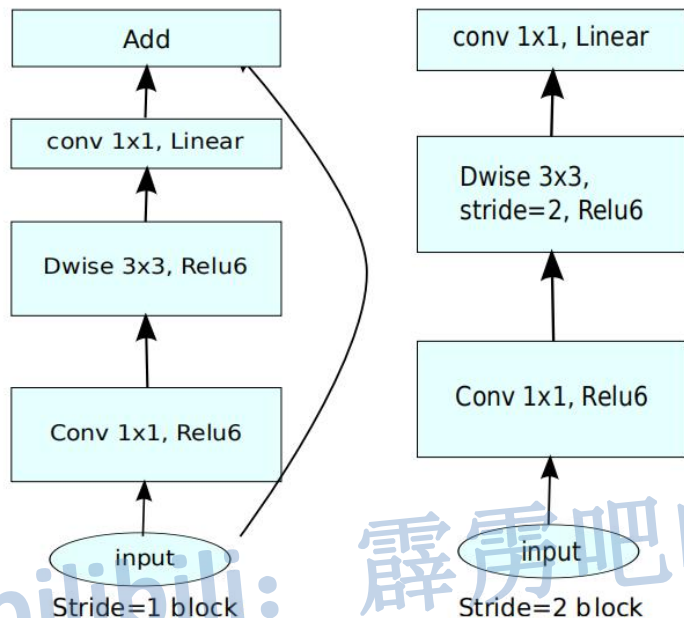 Add
conv 1x1, Linear
Dwise 3x3, Relu6
Conv 1x1, Relu6
input
Stride=1 block
conv 1x1, Linear
Dwise 3x3,
stride=2, Relu6
Conv 1x1, Relu6
input
Stride=2 block
bilibili: 霹雳吧